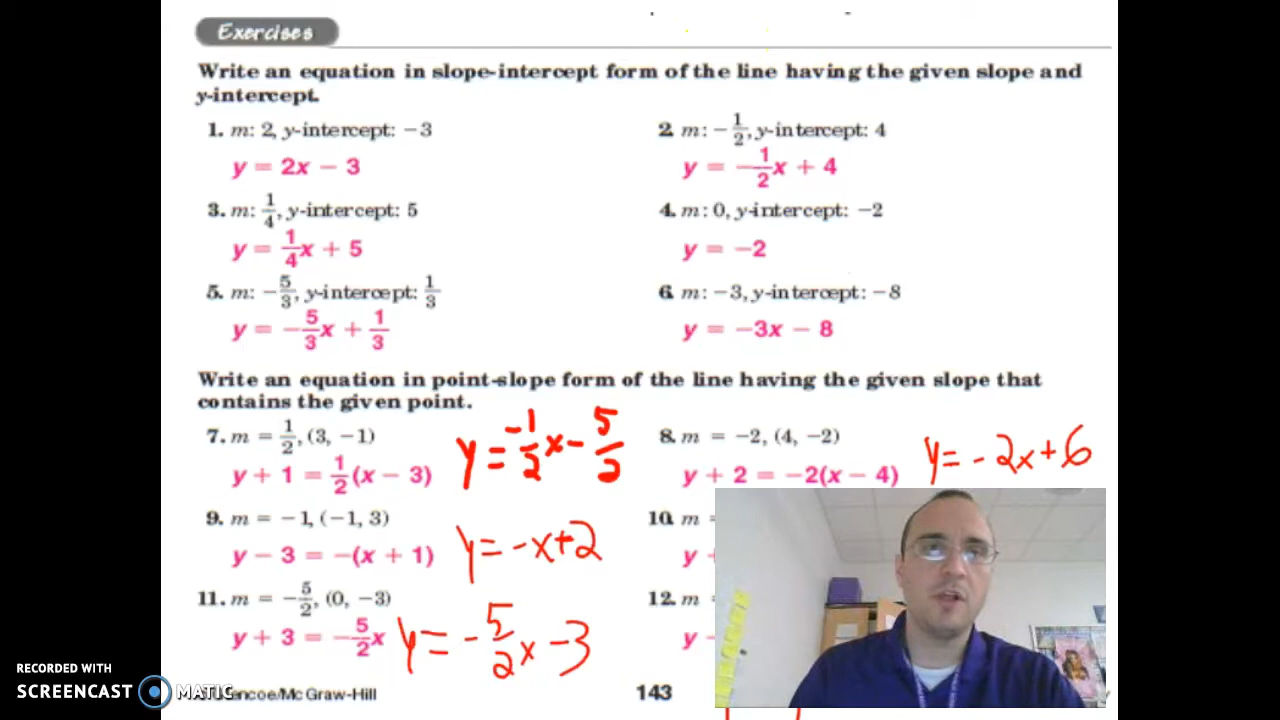 Exercises
Write an equation in slope-intercept form of the line having the given slope and
y-intercept.
1. m: 2, y-intercept: −3
2. m: −1/2, y-intercept: 4
y = 2x − 3
y = −1/2x + 4
3. m: 1/4, y-intercept: 5
4. m: 0, y-intercept: −2
y = 1/4x + 5
y = −2
5. m: −5/3, y-intercept: 1/3
6. m: −3, y-intercept: −8
y = −5/3x + 1/3
y = −3x − 8
Write an equation in point-slope form of the line having the given slope that
contains the given point.
7. m = 1/2, (3, −1)
y = -1/2x - 5/2
8. m = −2, (4, −2)
y = -2x+6
y + 1 = 1/2(x − 3)
y + 2 = −2(x − 4)
9. m = −1, (−1, 3)
10. m =
y − 3 = −(x + 1)
y = -x+2
y
11. m = −5/2, (0, −3)
12. m =
y + 3 = −5/2x
y = -5/2x -3
y
RECORDED WITH
SCREENCAST MATIC
encoe/McGraw-Hill
143